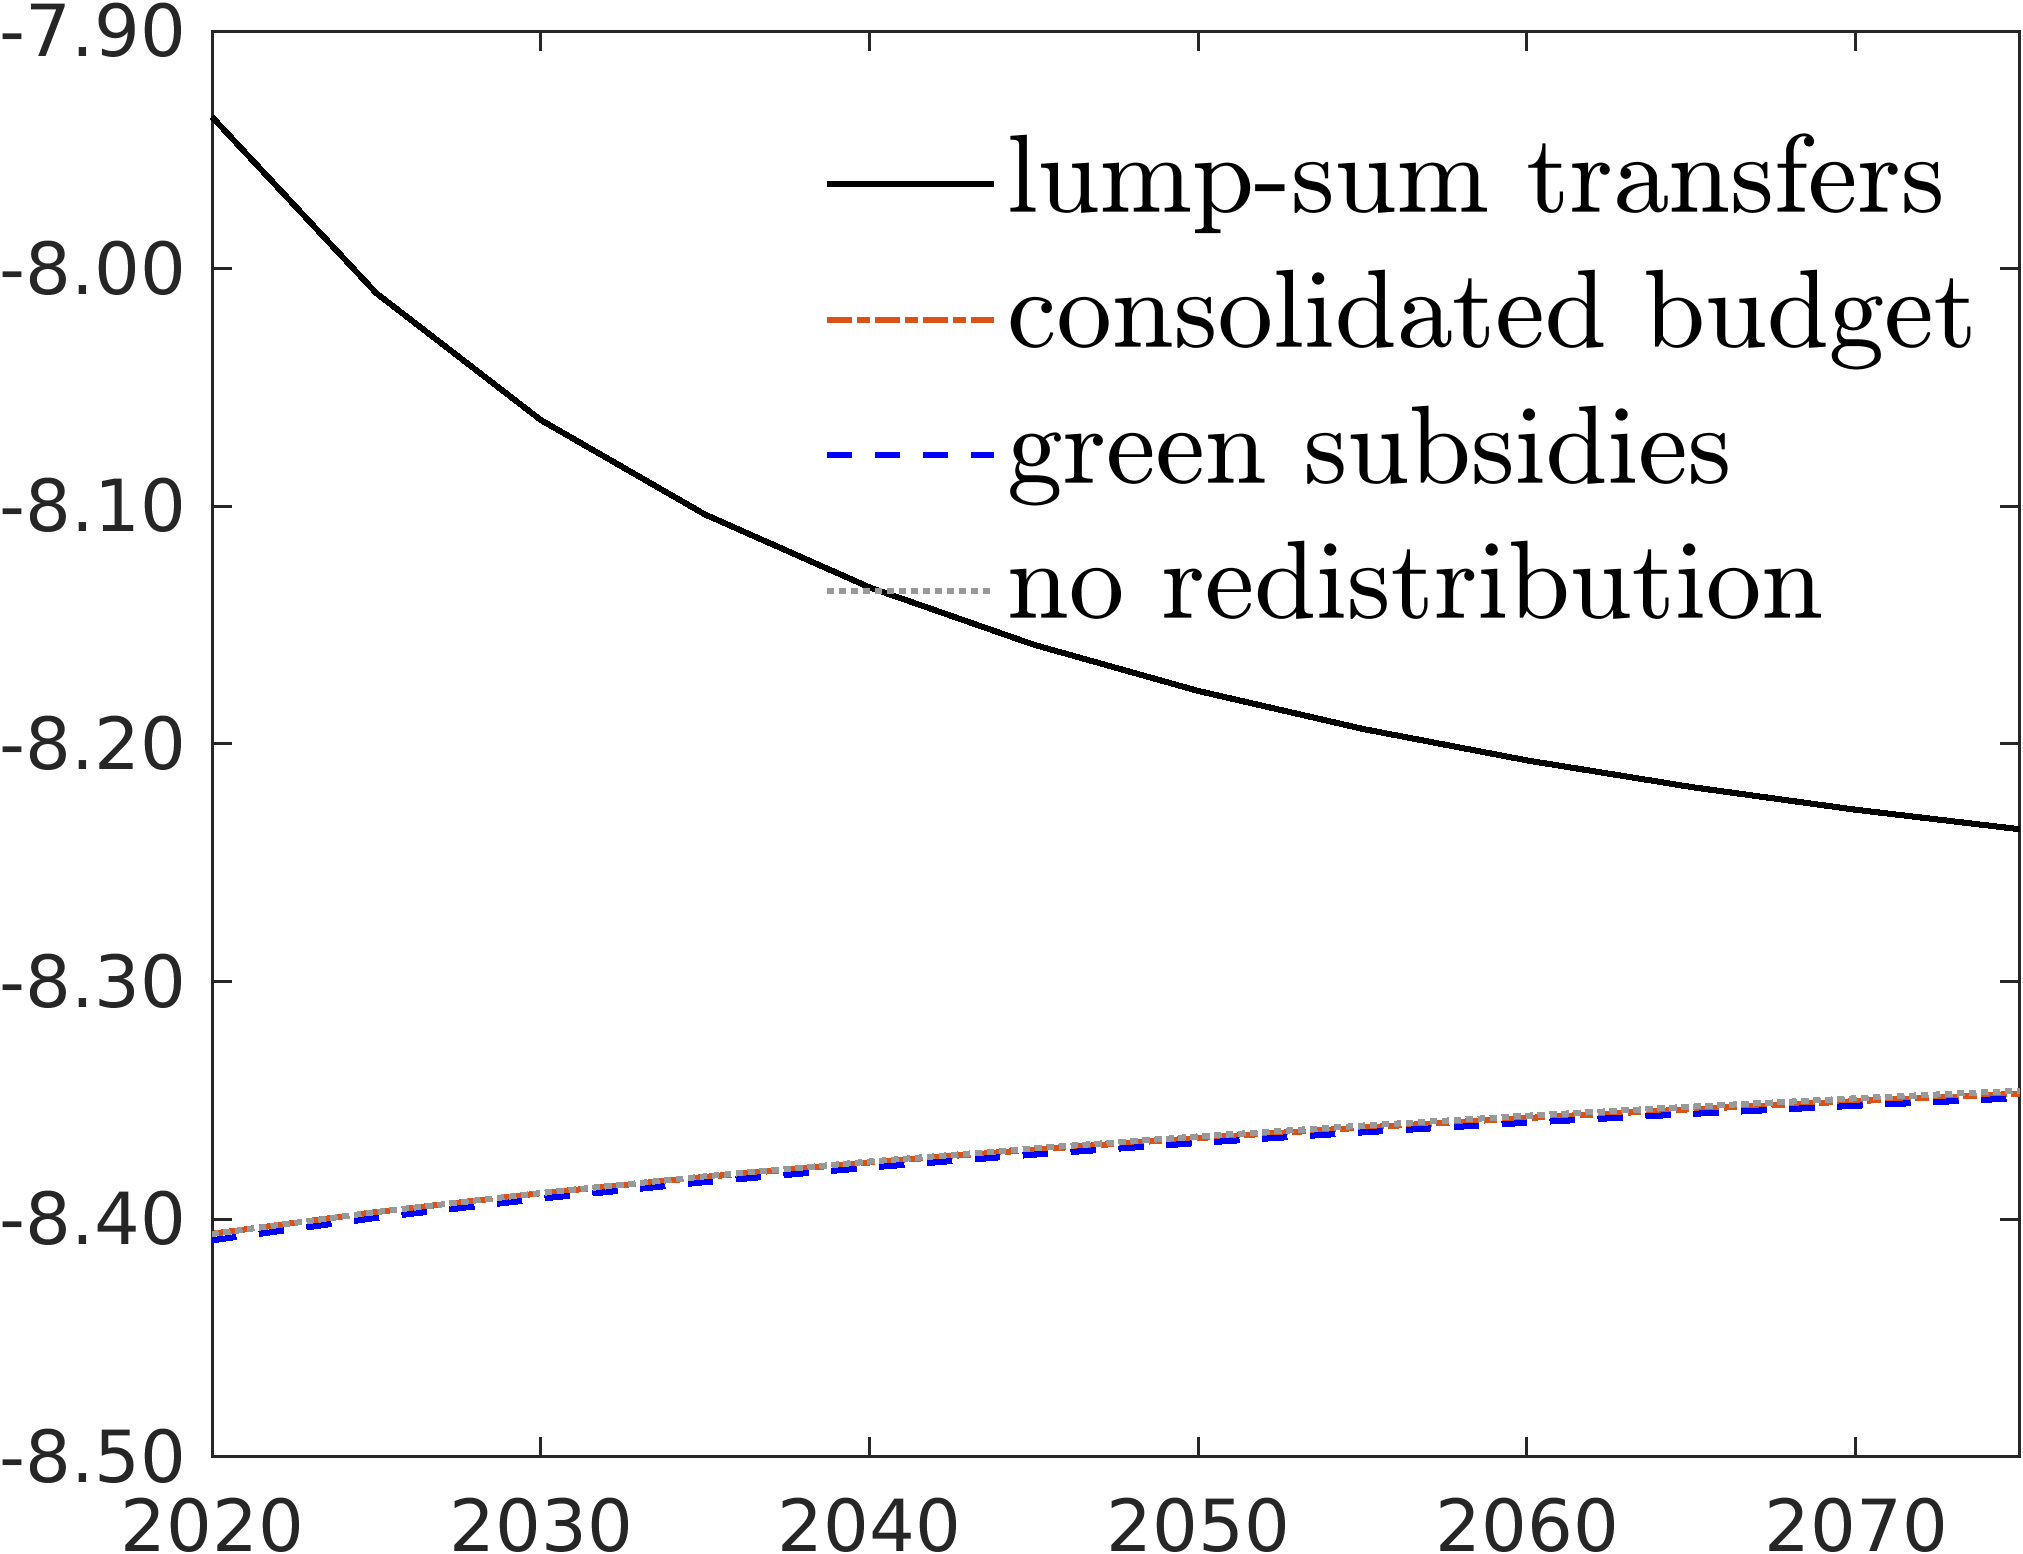 -7.90
lump-sum transfers
-8.00
consolidated budget
green subsidies
-8.10
no redistribution
-8.20
-8.30
-8.40
-8.50
2020 2030 2040 2050 2060 2070